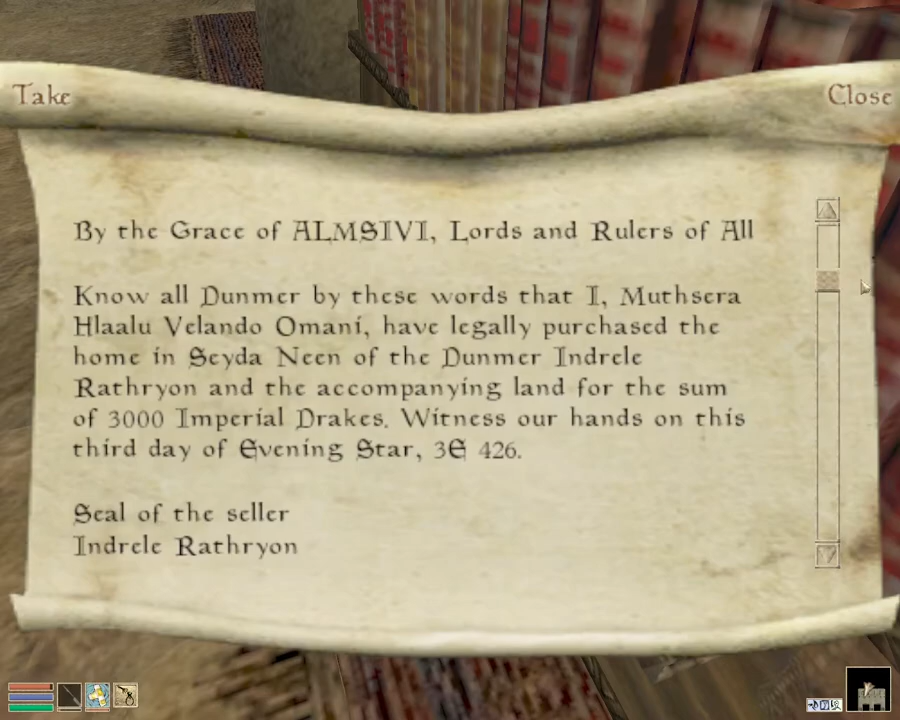 Take
Close
By the Grace of ALMSIVI, Lords and Rulers of All
Know all Dunmer by these words that I, Muthsera
Hlaalu Velando Omani, have legally purchased the
home in Seyda Neen of the Dunmer Indrele
Rathryon and the accompanying land for the sum
of 3000 Imperial Drakes. Witness our hands on this
third day of Evening Star, 3E 426.
Seal of the seller
Indrele Rathryon